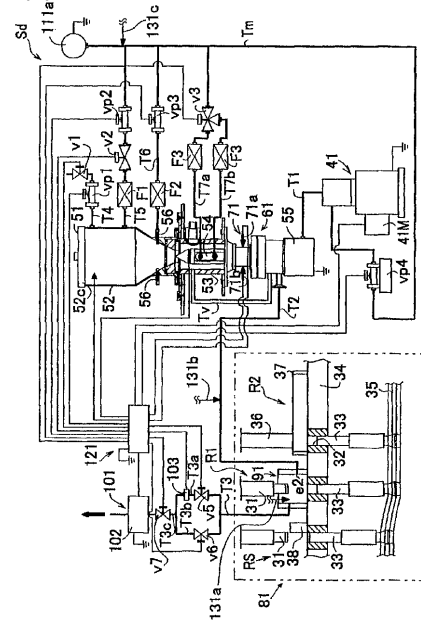 Sd
111a
131c
Tm
vp2
v2
v1
vp1
51
T4
T5
F1
52c
52
vp3
T6
F2
v3
F3
F3
T7a
T7b
56
56
54
71
71a
61
53
71b
Tv
55
T2
T1
41
41M
vp4
121
101
102
103
T3a
T3b
T3c
v7
v5
v6
T3
131b
R1
91
31
131a
e2
37
R2
34
36
35
33
32
33
33
38
31
RS
81